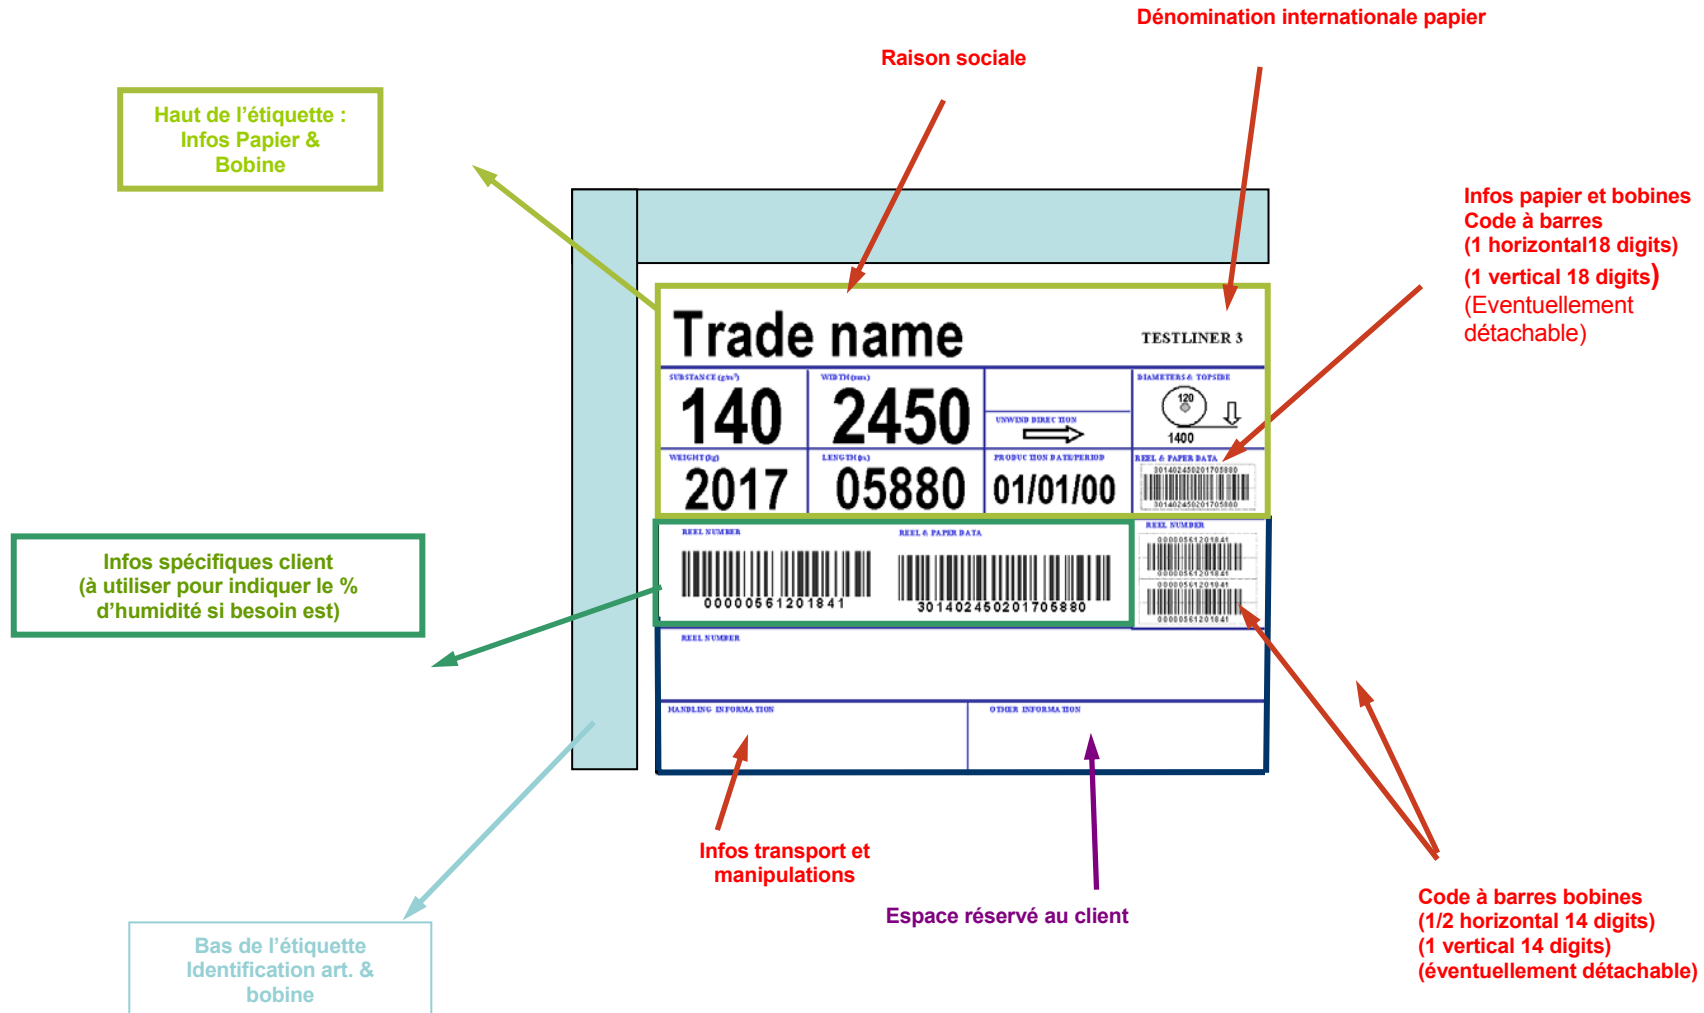 Dénomination internationale papier
Raison sociale
Haut de l'étiquette :
Infos Papier &
Bobine
Infos papier et bobines
Code à barres
(1 horizontal18 digits)
(1 vertical 18 digits)
(Eventuellement
détachable)
Trade name
TESTLINER 3
SUBSTANCE (g/m²)
WIDTH (mm)
DIAMETERS & TOPSIDE
140
2450
120
UNWIND DIRECTION
1400
WEIGHT (kg)
LENGTH (m)
PRODUCTION DATE/PERIOD
REEL & PAPER DATA
2017
05880
01/01/00
301402450201705880
301402450201705880
REEL NUMBER
REEL & PAPER DATA
REEL NUMBER
00000561201841
00000561201841
00000561201841
00000561201841
00000561201841
301402450201705880
Infos spécifiques client
(à utiliser pour indiquer le %
d'humidité si besoin est)
REEL NUMBER
HANDLING INFORMATION
OTHER INFORMATION
Infos transport et
manipulations
Espace réservé au client
Code à barres bobines
(1/2 horizontal 14 digits)
(1 vertical 14 digits)
(éventuellement détachable)
Bas de l'étiquette
Identification art. &
bobine